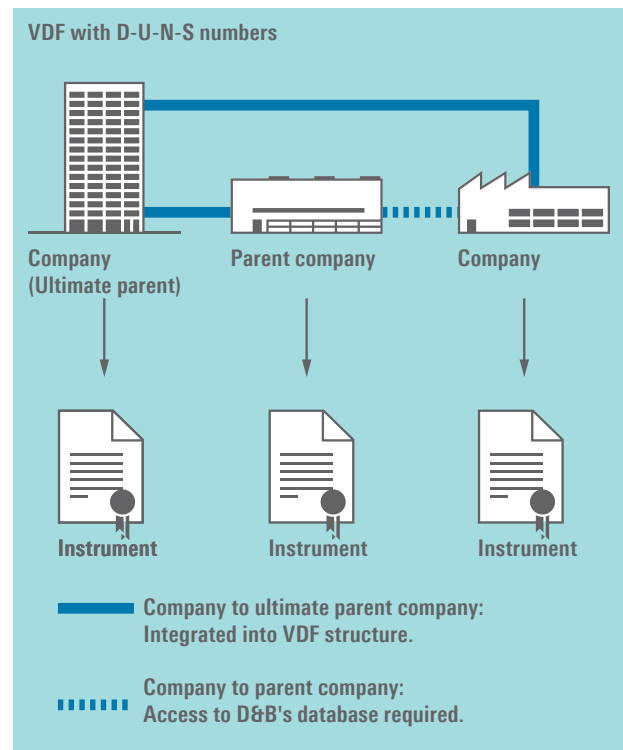 VDF with D-U-N-S numbers
Company
(Ultimate parent)
Parent company
Company
Instrument
Instrument
Instrument
Company to ultimate parent company:
Integrated into VDF structure.
Company to parent company:
Access to D&B's database required.